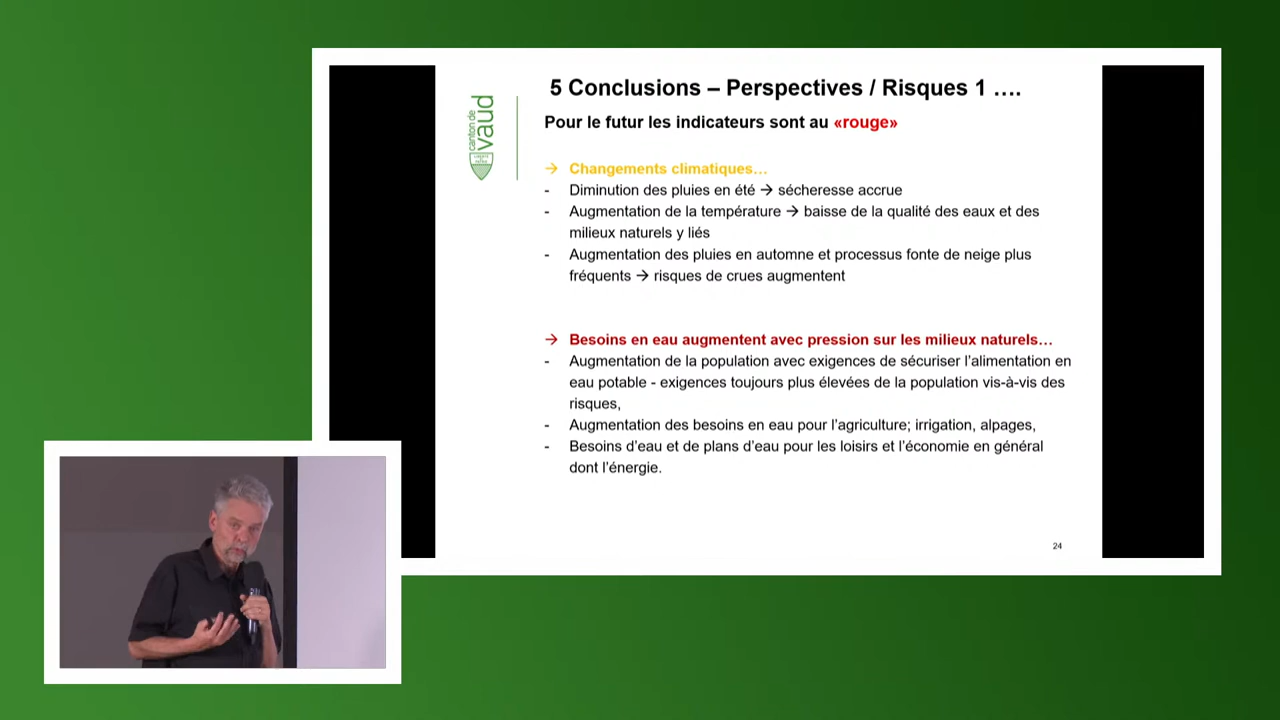 5 Conclusions – Perspectives / Risques 1 ….
canton de
vaud
Pour le futur les indicateurs sont au «rouge»
→ Changements climatiques…
- Diminution des pluies en été → sécheresse accrue
- Augmentation de la température → baisse de la qualité des eaux et des
milieux naturels y liés
- Augmentation des pluies en automne et processus fonte de neige plus
fréquents → risques de crues augmentent
→ Besoins en eau augmentent avec pression sur les milieux naturels…
- Augmentation de la population avec exigences de sécuriser l’alimentation en
eau potable - exigences toujours plus élevées de la population vis-à-vis des
risques,
- Augmentation des besoins en eau pour l’agriculture; irrigation, alpages,
- Besoins d’eau et de plans d’eau pour les loisirs et l’économie en général
dont l’énergie.
24